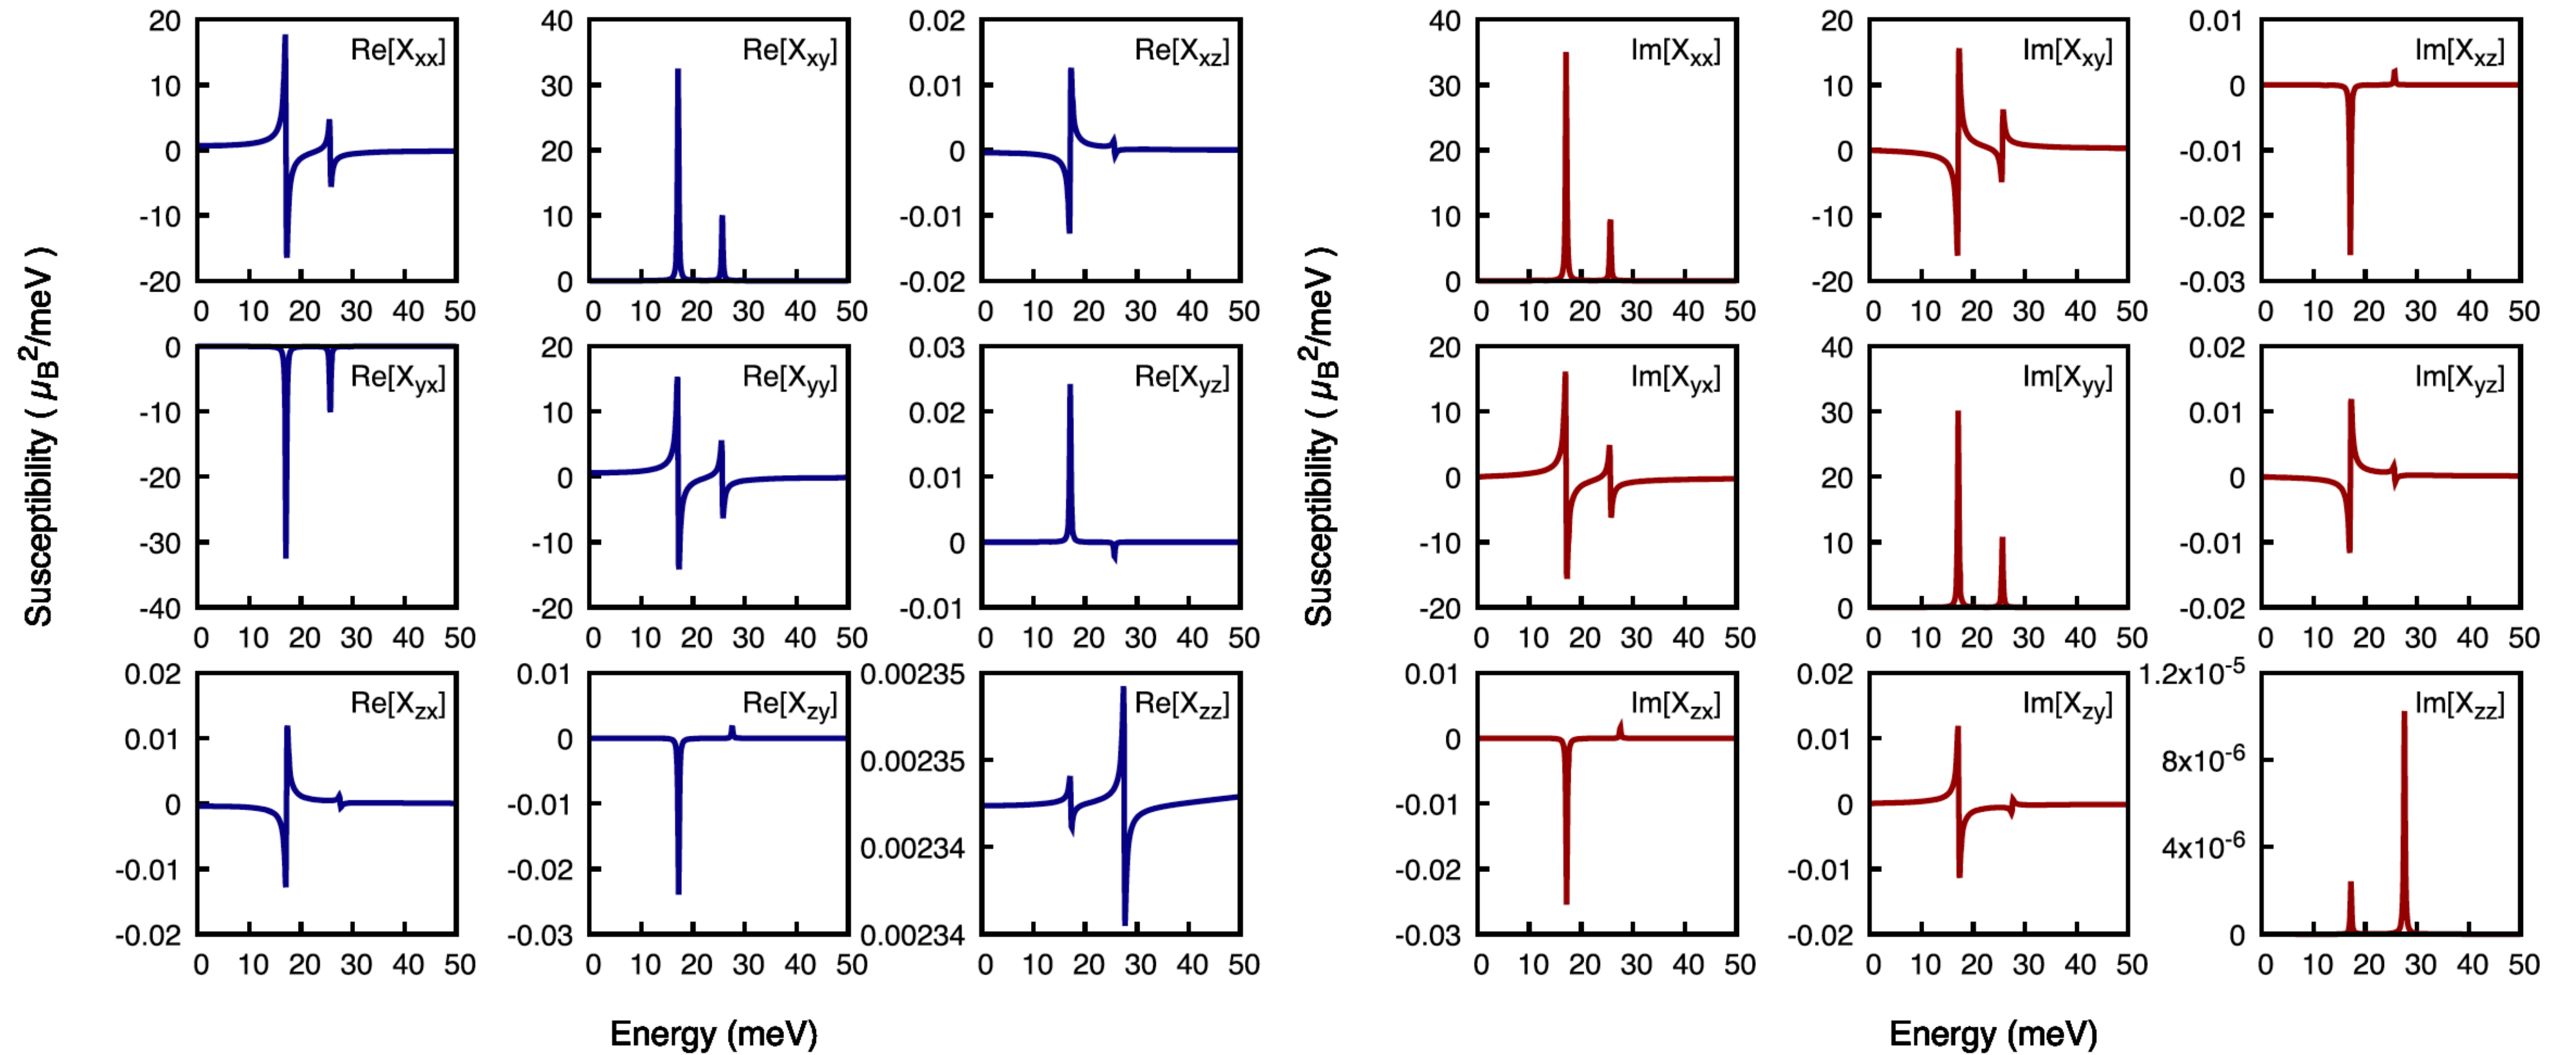 Susceptibility ( μB2/meV )
20 10 0 -10 -20
Re[Xxx]
0 10 20 30 40 50
40 30 20 10 0
Re[Xxy]
0 10 20 30 40 50
0.02 0.01 0 -0.01 -0.02
Re[Xxz]
0 10 20 30 40 50
0 -10 -20 -30 -40
Re[Xyx]
0 10 20 30 40 50
20 10 0 -10 -20
Re[Xyy]
0 10 20 30 40 50
0.03 0.02 0.01 0 -0.01
Re[Xyz]
0 10 20 30 40 50
0.02 0.01 0 -0.01 -0.02
Re[Xzx]
0 10 20 30 40 50
0.01 0 -0.01 -0.02 -0.03
Re[Xzy]
0 10 20 30 40 50
0.00235 0.00235 0.00234 0.00234
Re[Xzz]
0 10 20 30 40 50
Energy (meV)
Susceptibility ( μB2/meV )
40 30 20 10 0
Im[Xxx]
0 10 20 30 40 50
20 10 0 -10 -20
Im[Xxy]
0 10 20 30 40 50
0.01 0 -0.01 -0.02 -0.03
Im[Xxz]
0 10 20 30 40 50
20 10 0 -10 -20
Im[Xyx]
0 10 20 30 40 50
40 30 20 10 0
Im[Xyy]
0 10 20 30 40 50
0.02 0.01 0 -0.01 -0.02
Im[Xyz]
0 10 20 30 40 50
0.01 0 -0.01 -0.02 -0.03
Im[Xzx]
0 10 20 30 40 50
0.02 0.01 0 -0.01 -0.02
Im[Xzy]
0 10 20 30 40 50
1.2x10-5 8x10-6 4x10-6 0
Im[Xzz]
0 10 20 30 40 50
Energy (meV)